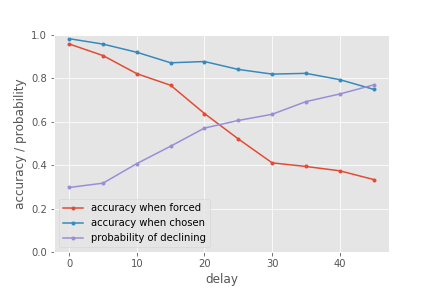 1.0
0.8
0.6
0.4
0.2
0.0
accuracy / probability
accuracy when forced
accuracy when chosen
probability of declining
0 10 20 30 40
delay